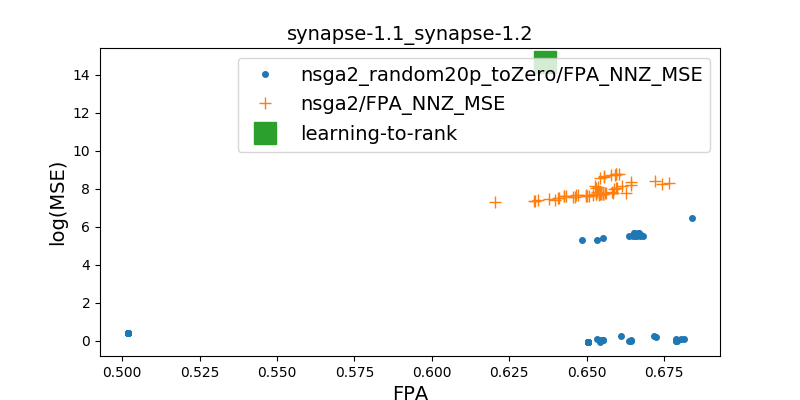 synapse-1.1_synapse-1.2
nsga2_random20p_toZero/FPA_NNZ_MSE
nsga2/FPA_NNZ_MSE
learning-to-rank
log(MSE)
14
12
10
8
6
4
2
0
0.500 0.525 0.550 0.575 0.600 0.625 0.650 0.675
FPA